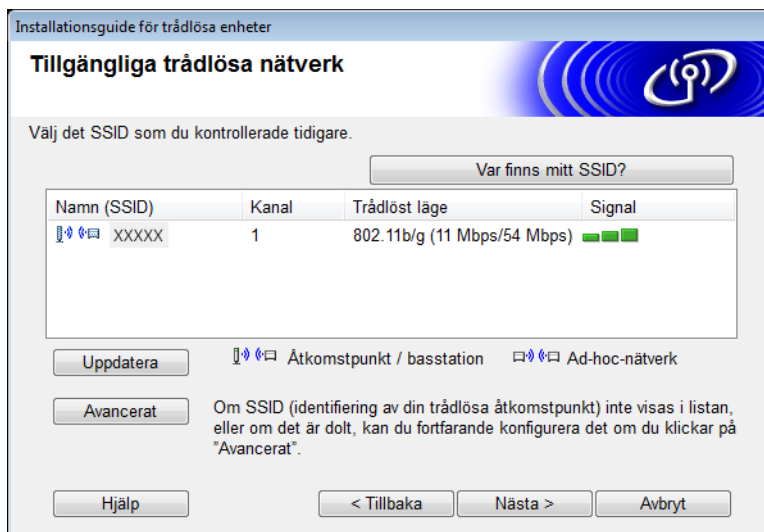 Installationsguide för trådlösa enheter
Tillgängliga trådlösa nätverk
Välj det SSID som du kontrollerade tidigare.
Var finns mitt SSID?
Namn (SSID) Kanal Trådlöst läge Signal
XXXXX 1 802.11b/g (11 Mbps/54 Mbps)
Uppdatera Åtkomstpunkt / basstation Ad-hoc-nätverk
Avancerat
Om SSID (identifiering av din trådlösa åtkomstpunkt) inte visas i listan,
eller om det är dolt, kan du fortfarande konfigurera det om du klickar på
"Avancerat".
Hjälp < Tillbaka Nästa > Avbryt